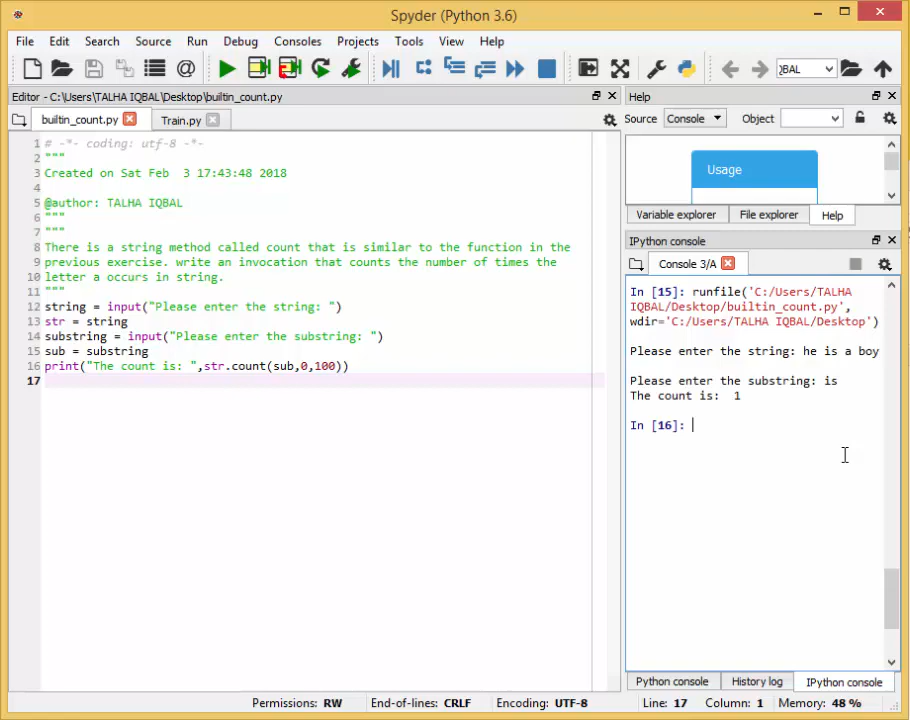 Spyder (Python 3.6)
File Edit Search Source Run Debug Consoles Projects Tools View Help
BAL
Editor - C:\Users\TALHA IQBAL\Desktop\builtin_count.py
builtin_count.py Train.py
1 # -*- coding: utf-8 -*-
2 """
3 Created on Sat Feb  3 17:43:48 2018
4
5 @author: TALHA IQBAL
6 """
7 """
8 There is a string method called count that is similar to the function in the
9 previous exercise. write an invocation that counts the number of times the
10 letter a occurs in string.
11 """
12 string = input("Please enter the string: ")
13 str = string
14 substring = input("Please enter the substring: ")
15 sub = substring
16 print("The count is: ",str.count(sub,0,100))
17
Help
Source Console Object
Usage
Variable explorer File explorer Help
IPython console
Console 3/A
In [15]: runfile('C:/Users/TALHA
IQBAL/Desktop/builtin_count.py',
wdir='C:/Users/TALHA IQBAL/Desktop')
Please enter the string: he is a boy
Please enter the substring: is
The count is:  1
In [16]:
Python console History log IPython console
Permissions: RW End-of-lines: CRLF Encoding: UTF-8 Line: 17 Column: 1 Memory: 48 %